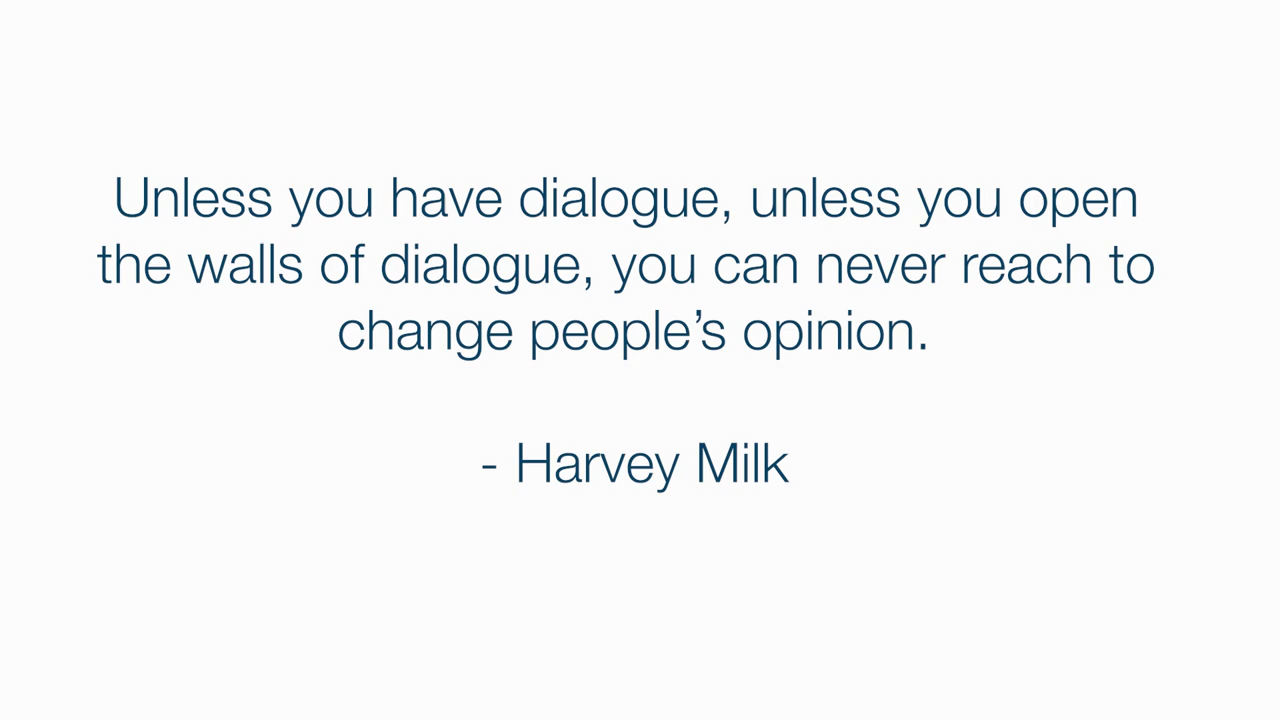 Unless you have dialogue, unless you open
the walls of dialogue, you can never reach to
change people’s opinion.
- Harvey Milk